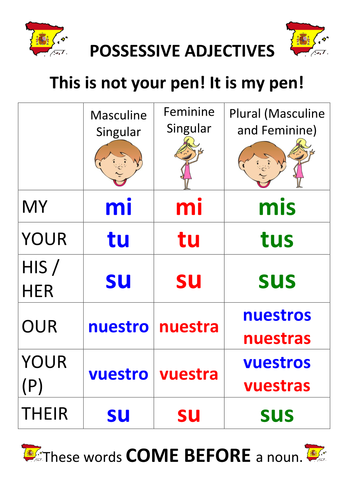 POSSESSIVE ADJECTIVES
This is not your pen! It is my pen!
Masculine Singular
Feminine Singular
Plural (Masculine and Feminine)
MY mi mi mis
YOUR tu tu tus
HIS / HER su su sus
OUR nuestro nuestra nuestros nuestras
YOUR (P) vuestro vuestra vuestros vuestras
THEIR su su sus
These words COME BEFORE a noun.